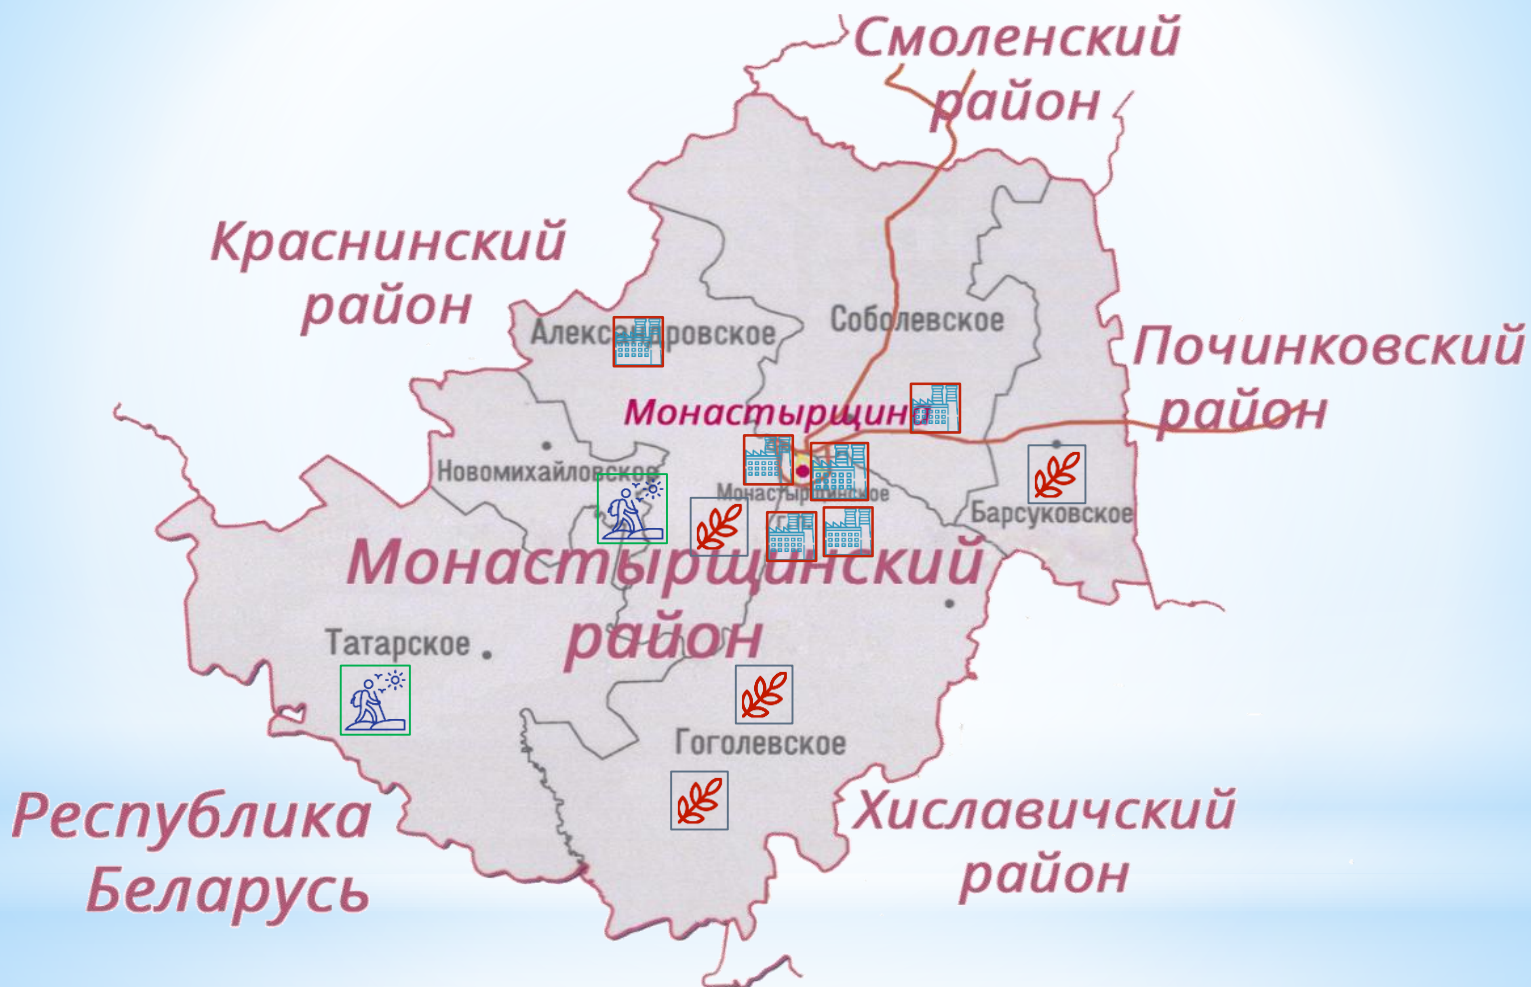 Смоленский
район
Краснинский
район
Александровское
Соболевское
Починковский
район
Монастырщина
Новомихайловское
Монастырщинское
Барсуковское
Монастырщинский
район
Татарское
Гоголевское
Республика
Беларусь
Хиславичский
район